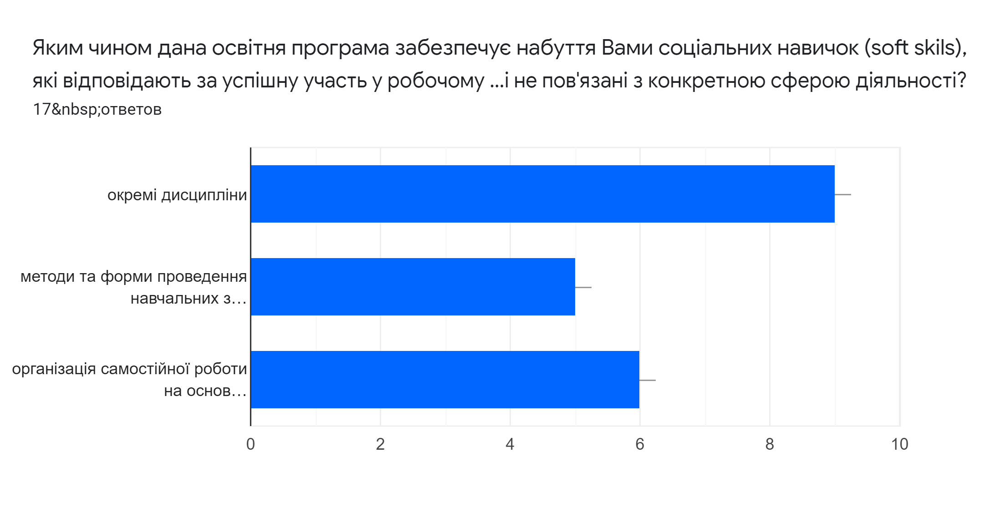 Яким чином дана освітня програма забезпечує набуття Вами соціальних навичок (soft skils),
які відповідають за успішну участь у робочому ...і не пов'язані з конкретною сферою діяльності?
17&nbsp;ответов
окремі дисципліни
методи та форми проведення
навчальних з…
організація самостійної роботи
на основ…
0 2 4 6 8 10